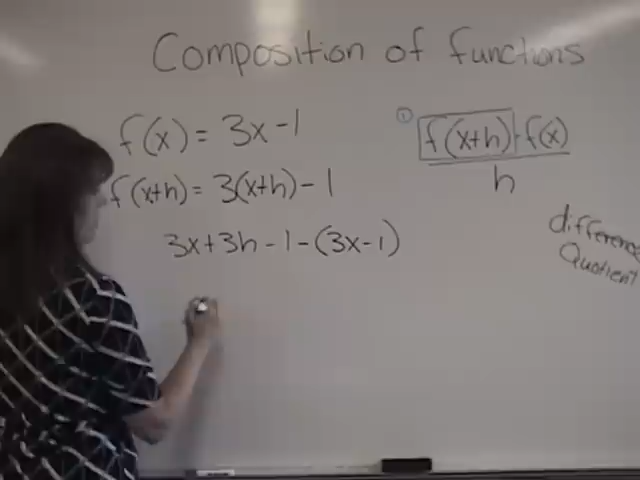 Composition of functions
f(x) = 3x-1
f(x+h) = 3(x+h) - 1
3x+3h - 1 - (3x-1)
① f(x+h) - f(x)
h
difference
Quotient